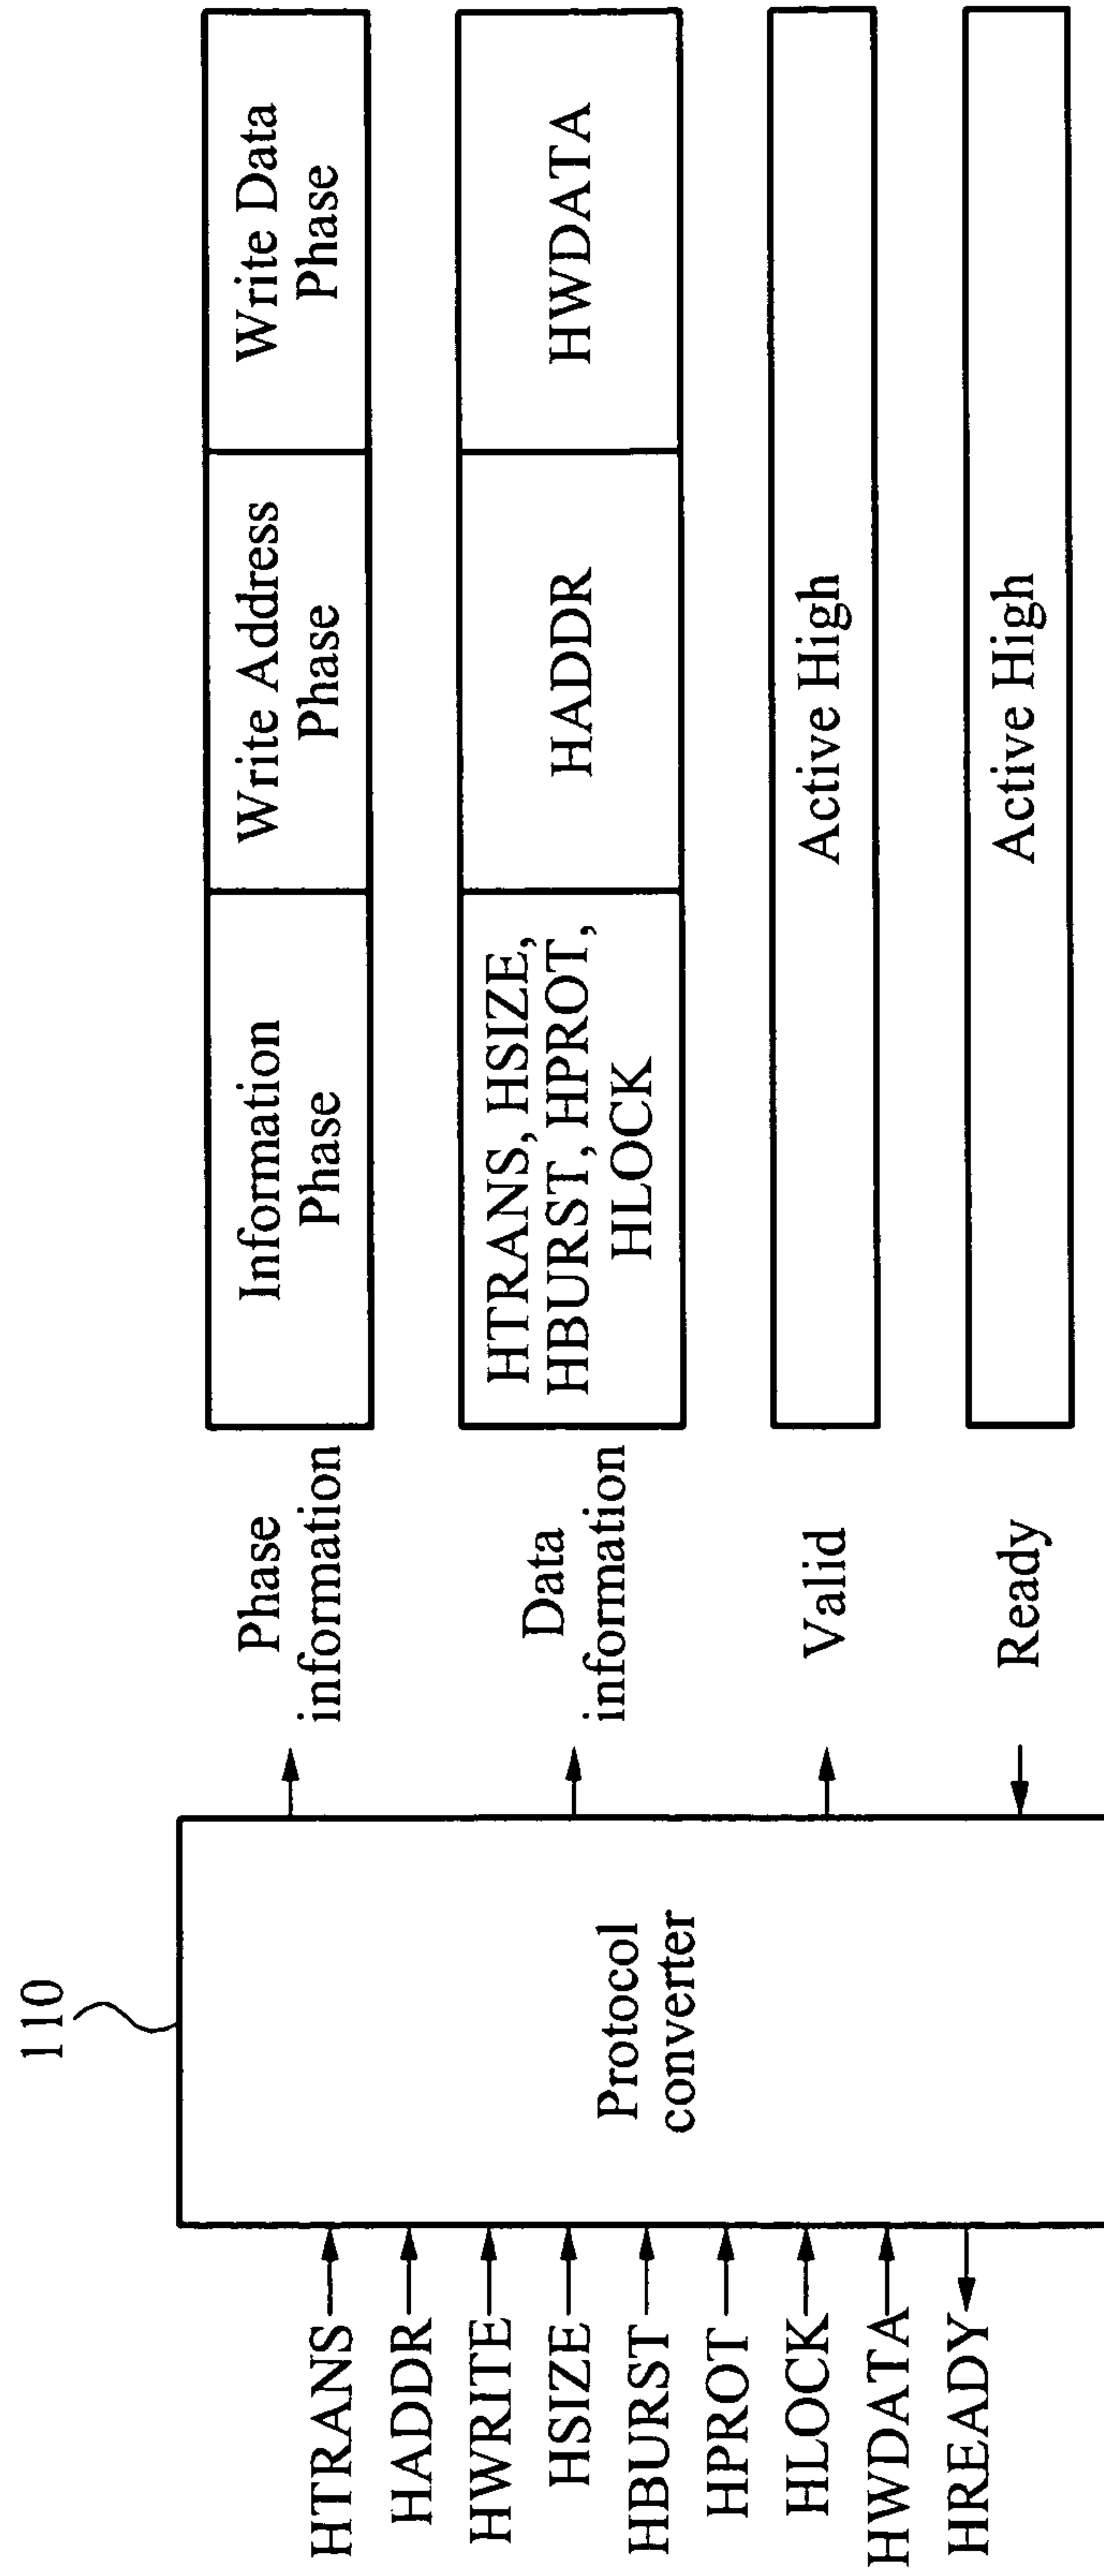 110
HTRANS
HADDR
HWRITE
HSIZE
HBURST
HPROT
HLOCK
HWDATA
HREADY
Protocol
converter
Phase
information
Data
information
Valid
Ready
Information
Phase
Write Address
Phase
Write Data
Phase
HTRANS, HSIZE,
HBURST, HPROT,
HLOCK
HADDR
HWDATA
Active High
Active High